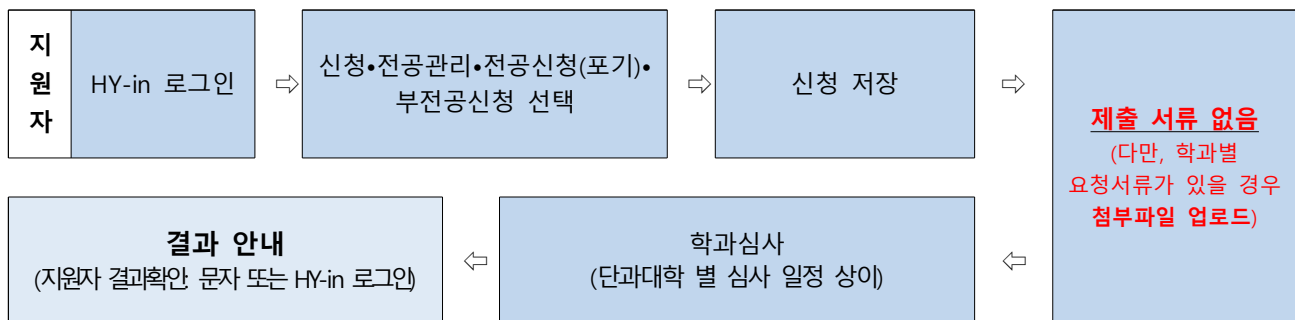 지
원
자
HY-in 로그인
⇨
신청•전공관리•전공신청(포기)•
부전공신청 선택
⇨
신청 저장
⇨
제출 서류 없음
(다만, 학과별
요청서류가 있을 경우
첨부파일 업로드)
⇦
학과심사
(단과대학 별 심사 일정 상이)
⇦
결과 안내
(지원자 결과확인: 문자 또는 HY-in 로그인)